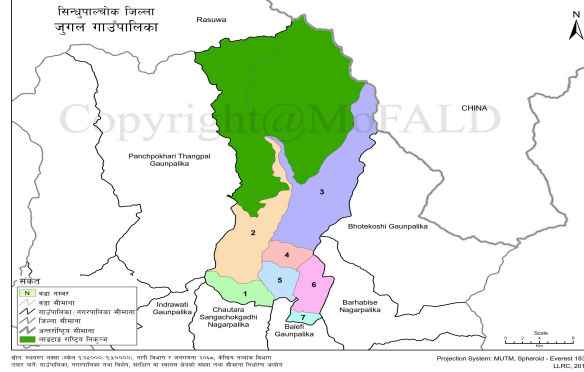 सिन्धुपाल्चोक जिल्ला
जुगल गाउँपालिका
Rasuwa
N
Copyright@MoFALD
CHINA
Panchpokhari Thangpal
Gaunpalika
3
Bhotekoshi Gaunpalika
2
4
5
6
1
7
Indrawati
Gaunpalika
Chautara
Sangachokgadhi
Nagarpalika
Balefi
Gaunpalika
Barhabise
Nagarpalika
संकेत
N वडा नम्बर
वडा सीमाना
गाउँपालिका/नगरपालिका सीमाना
जिल्ला सीमाना
अन्तर्राष्ट्रिय सीमाना
लाङटाङ राष्ट्रिय निकुञ्ज
Scale
Km
Projection System: MUTM, Spheroid - Everest 183
LLRC, 201